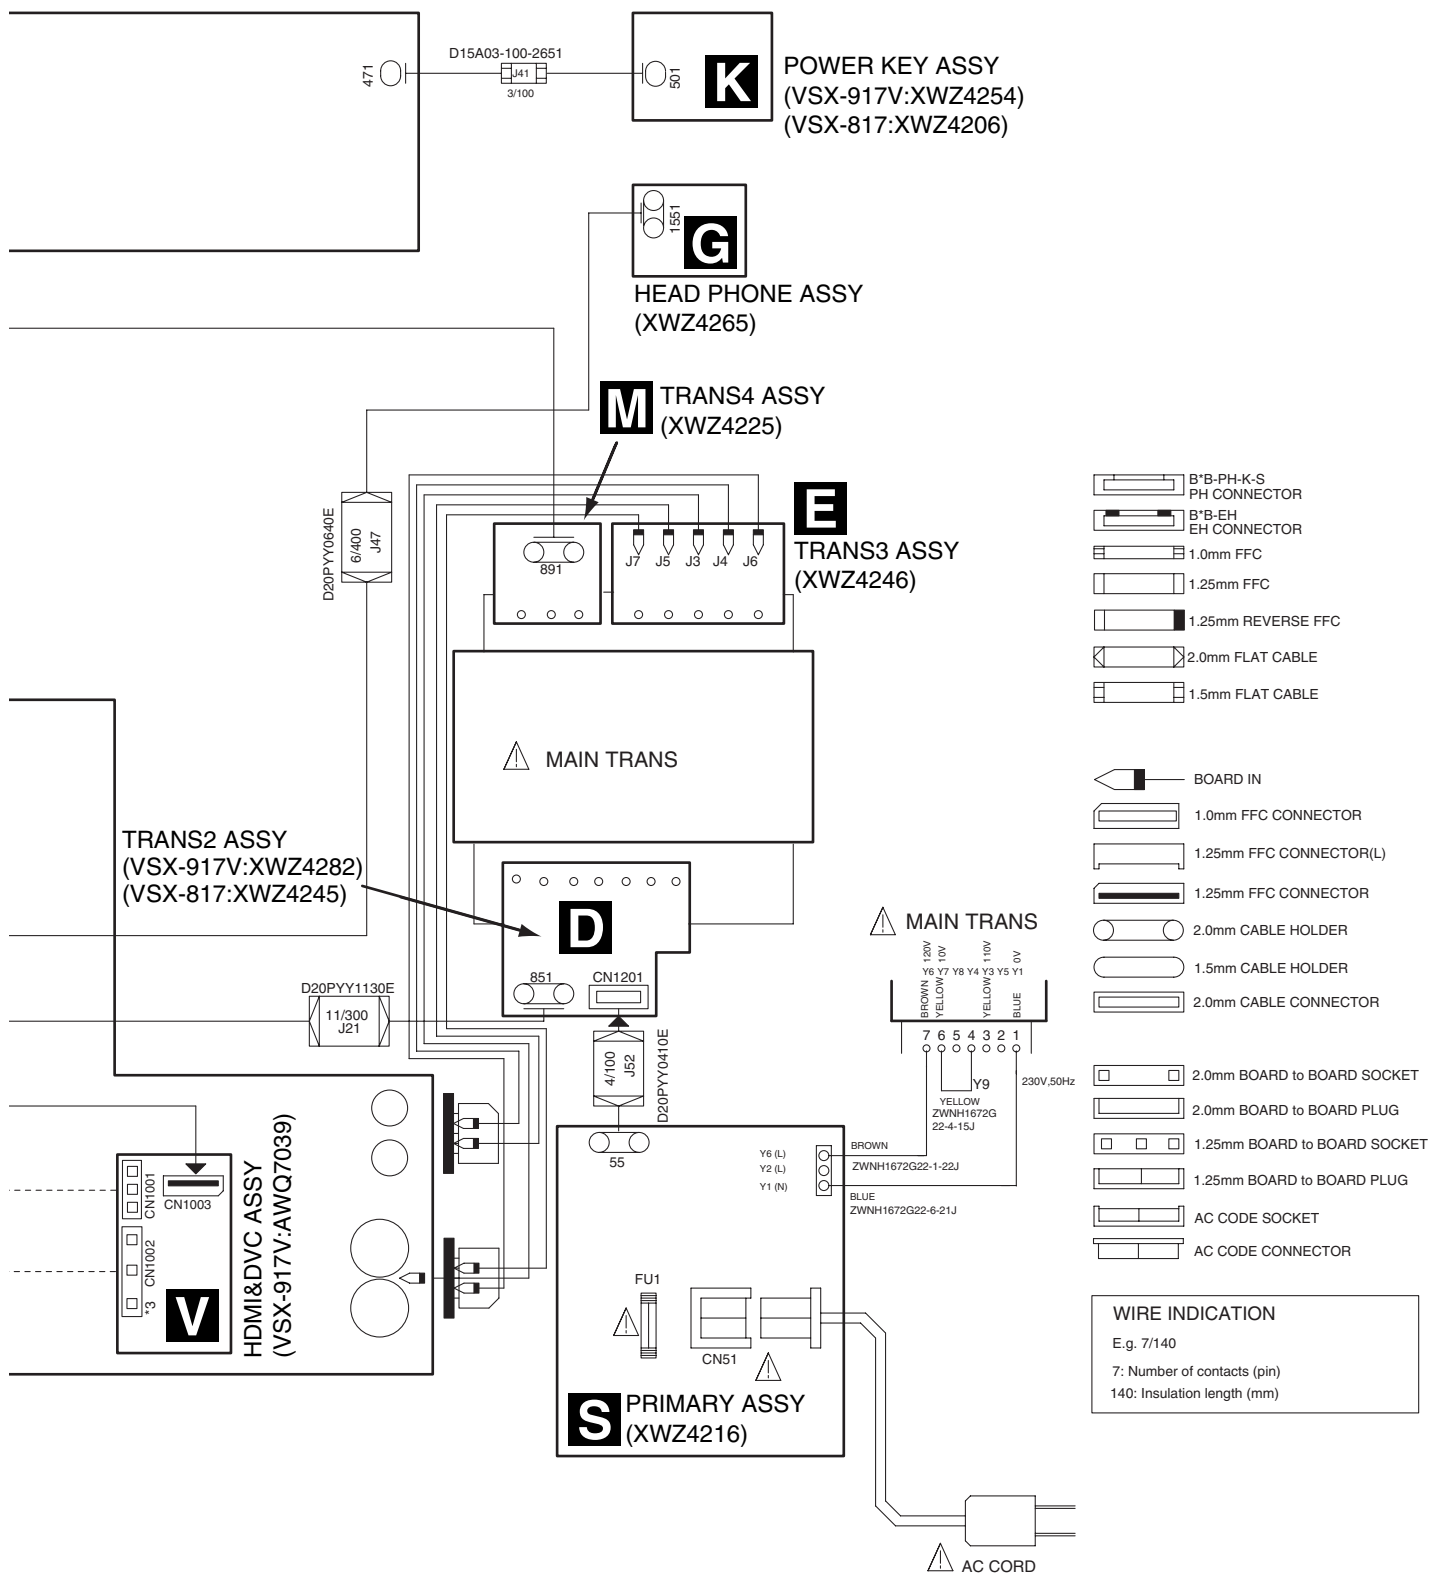 D15A03-100-2651
471
J41
3/100
501
K
POWER KEY ASSY
(VSX-917V:XWZ4254)
(VSX-817:XWZ4206)
1551
G
HEAD PHONE ASSY
(XWZ4265)
M
TRANS4 ASSY
(XWZ4225)
D20PYY0640E
6/400
J47
891
J7
J5
J3
J4
J6
E
TRANS3 ASSY
(XWZ4246)
MAIN TRANS
TRANS2 ASSY
(VSX-917V:XWZ4282)
(VSX-817:XWZ4245)
D
851
CN1201
D20PYY1130E
11/300
J21
4/100
J52
D20PYY0410E
MAIN TRANS
120V
10V
110V
0V
Y6 Y7 Y8 Y4 Y3 Y5 Y1
BROWN
YELLOW
YELLOW
BLUE
7 6 5 4 3 2 1
Y9
230V,50Hz
YELLOW
ZWNH1672G
22-4-15J
55
Y6 (L)
Y2 (L)
Y1 (N)
BROWN
ZWNH1672G22-1-22J
BLUE
ZWNH1672G22-6-21J
CN1001
CN1003
CN1002
*3
V
HDMI&DVC ASSY
(VSX-917V:AWQ7039)
FU1
CN51
S
PRIMARY ASSY
(XWZ4216)
AC CORD
B*B-PH-K-S
PH CONNECTOR
B*B-EH
EH CONNECTOR
1.0mm FFC
1.25mm FFC
1.25mm REVERSE FFC
2.0mm FLAT CABLE
1.5mm FLAT CABLE
BOARD IN
1.0mm FFC CONNECTOR
1.25mm FFC CONNECTOR(L)
1.25mm FFC CONNECTOR
2.0mm CABLE HOLDER
1.5mm CABLE HOLDER
2.0mm CABLE CONNECTOR
2.0mm BOARD to BOARD SOCKET
2.0mm BOARD to BOARD PLUG
1.25mm BOARD to BOARD SOCKET
1.25mm BOARD to BOARD PLUG
AC CODE SOCKET
AC CODE CONNECTOR
WIRE INDICATION
E.g. 7/140
7: Number of contacts (pin)
140: Insulation length (mm)